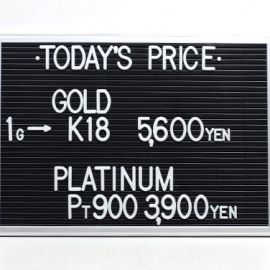 ·TODAY'S PRICE·
GOLD
1G→ K18 5,600YEN
PLATINUM
PT900 3,900YEN